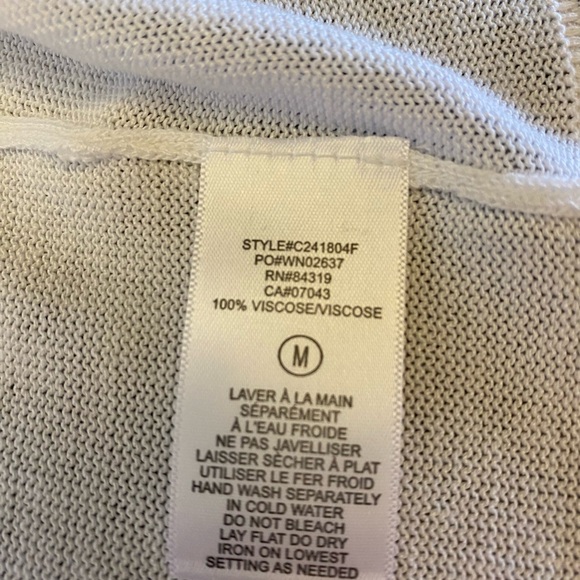 STYLE#C241804F
PO#WN02637
RN#84319
CA#07043
100% VISCOSE/VISCOSE
M
LAVER À LA MAIN
SÉPARÉMENT
À L'EAU FROIDE
NE PAS JAVELLISER
LAISSER SÈCHER À PLAT
UTILISER LE FER FROID
HAND WASH SEPARATELY
IN COLD WATER
DO NOT BLEACH
LAY FLAT DO DRY
IRON ON LOWEST
SETTING AS NEEDED